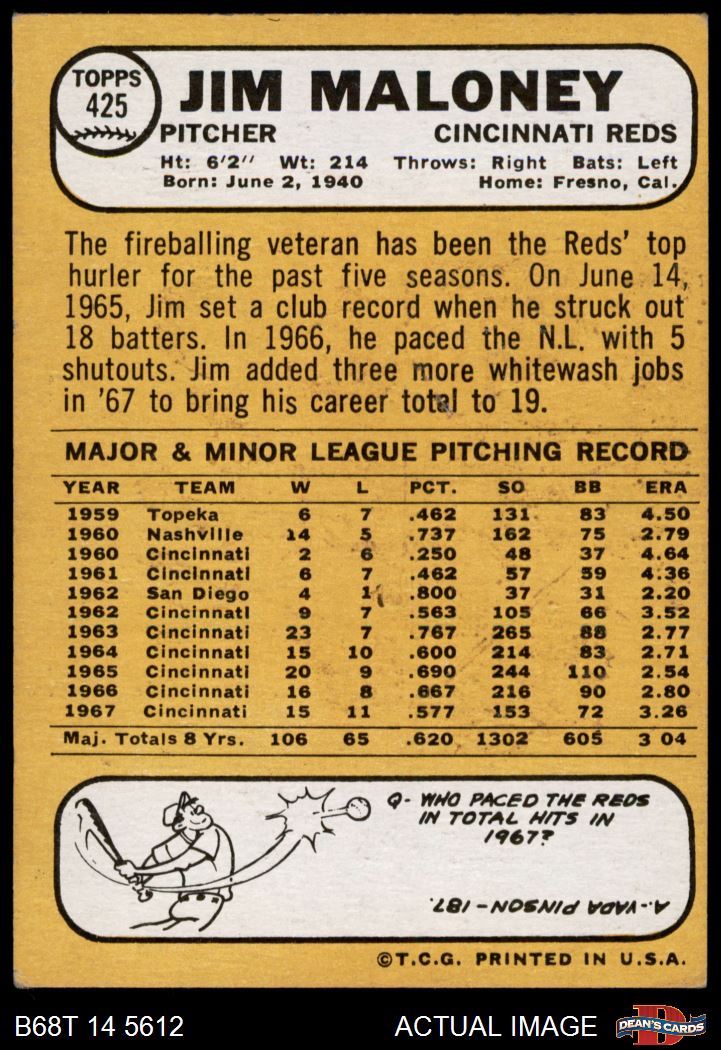 TOPPS
425
JIM MALONEY
PITCHER CINCINNATI REDS
Ht: 6'2" Wt: 214 Throws: Right Bats: Left
Born: June 2, 1940 Home: Fresno, Cal.
The fireballing veteran has been the Reds' top
hurler for the past five seasons. On June 14,
1965, Jim set a club record when he struck out
18 batters. In 1966, he paced the N.L. with 5
shutouts. Jim added three more whitewash jobs
in '67 to bring his career total to 19.
MAJOR & MINOR LEAGUE PITCHING RECORD
YEAR TEAM W L PCT. SO BB ERA
1959 Topeka 6 7 .462 131 83 4.50
1960 Nashville 14 5 .737 162 75 2.79
1960 Cincinnati 2 6 .250 48 37 4.64
1961 Cincinnati 6 7 .462 57 59 4.36
1962 San Diego 4 1 .800 37 31 2.20
1962 Cincinnati 9 7 .563 105 66 3.52
1963 Cincinnati 23 7 .767 265 88 2.77
1964 Cincinnati 15 10 .600 214 83 2.71
1965 Cincinnati 20 9 .690 244 110 2.54
1966 Cincinnati 16 8 .667 216 90 2.80
1967 Cincinnati 15 11 .577 153 72 3.26
Maj. Totals 8 Yrs. 106 65 .620 1302 605 3 04
Q- WHO PACED THE REDS
IN TOTAL HITS IN
1967?
A.- VADA PINSON - 187.
©T.C.G. PRINTED IN U.S.A.
B68T 14 5612 ACTUAL IMAGE
D
DEAN'S CARDS